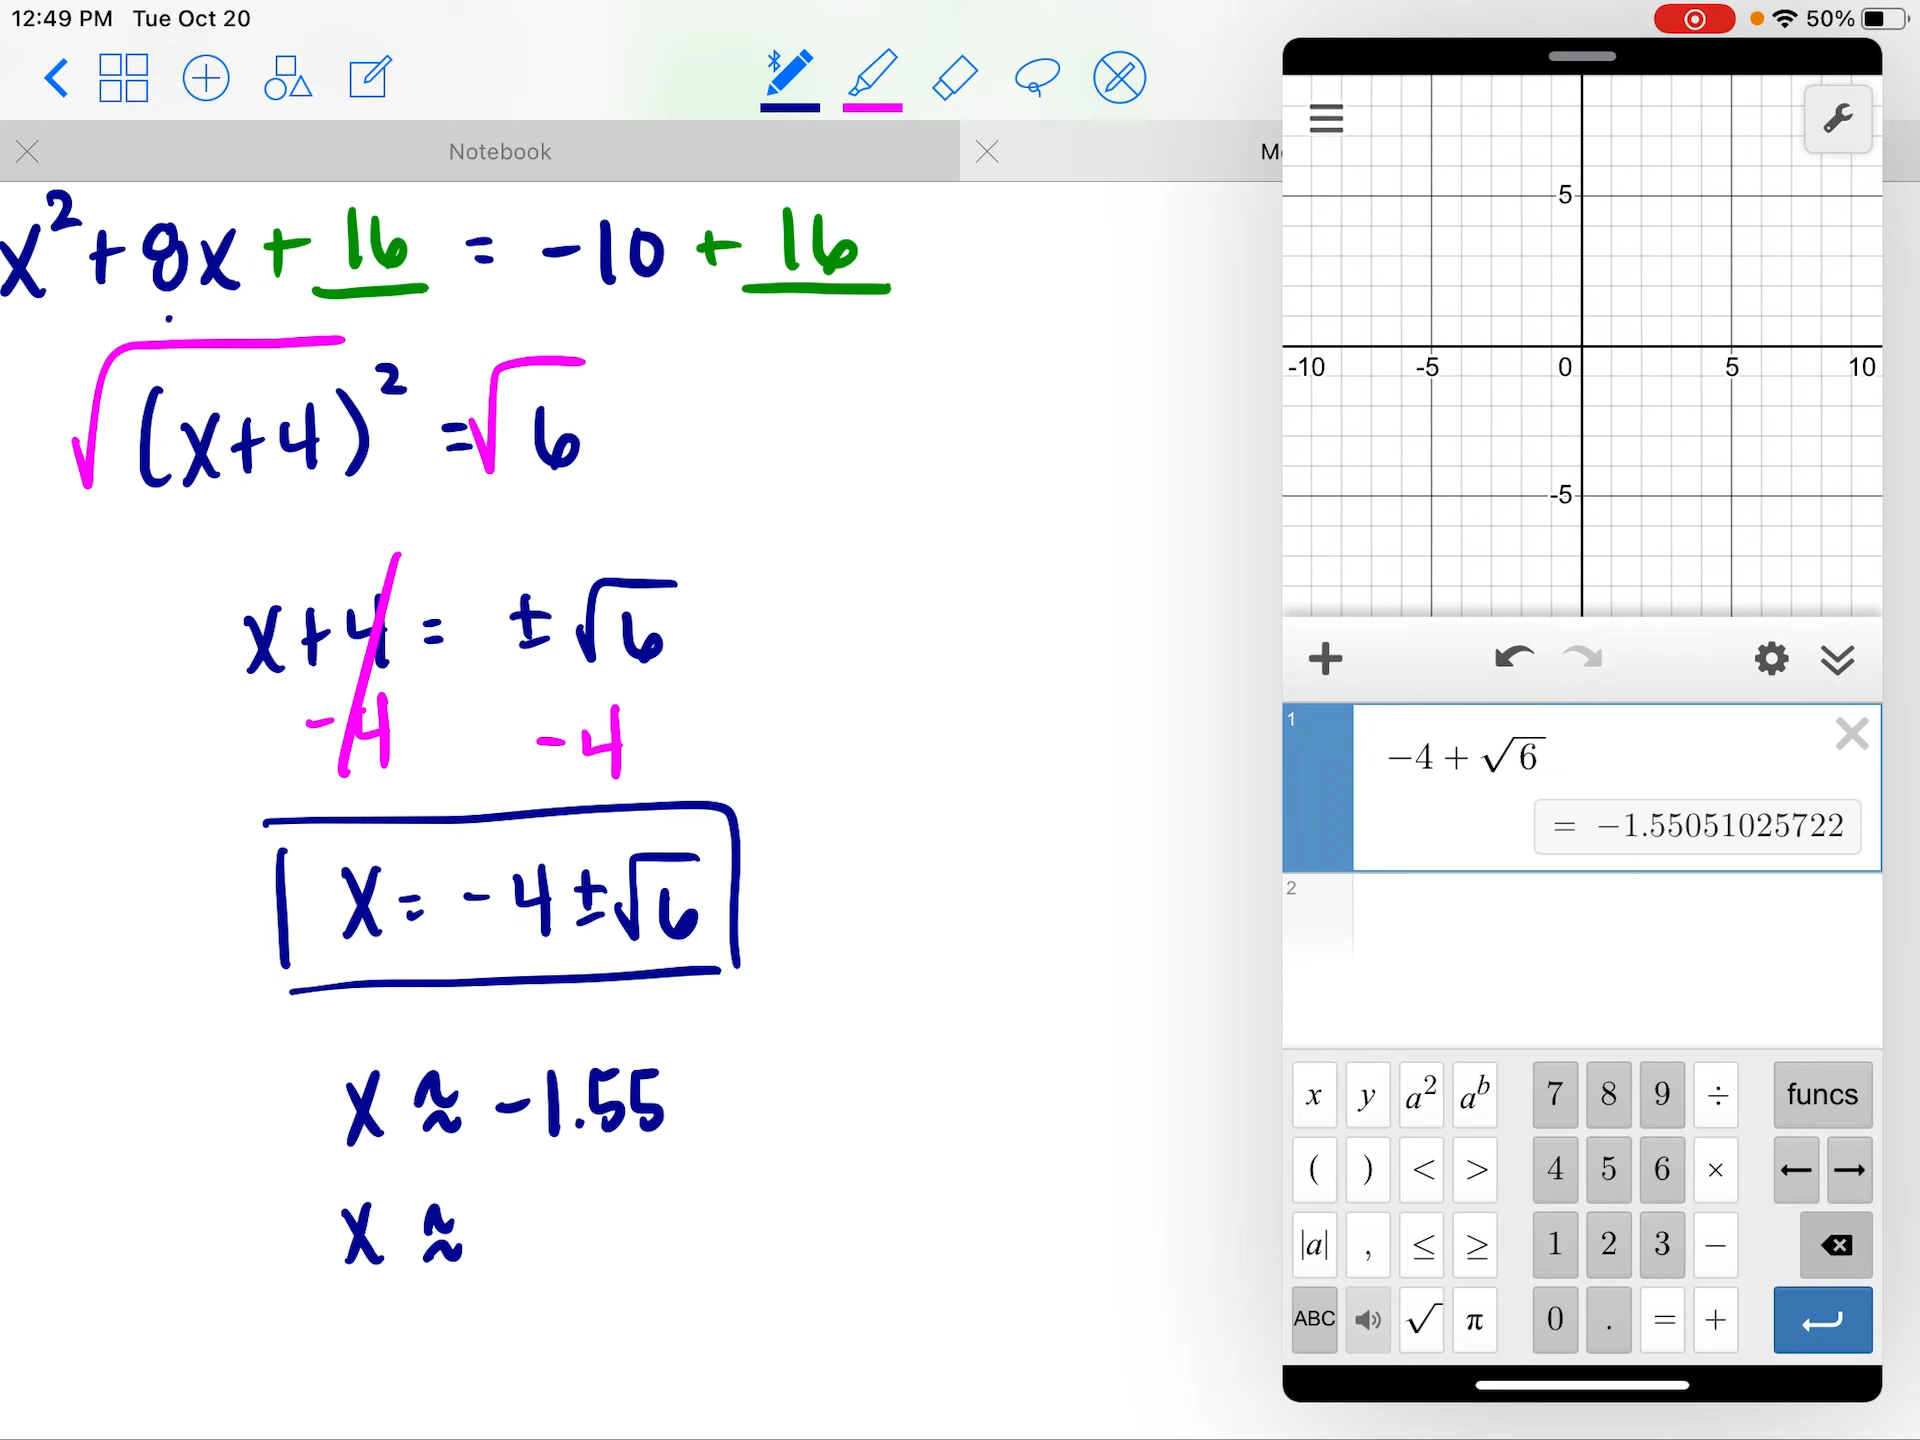 12:49 PM Tue Oct 20
50%
Notebook
x² + 8x + 16 = -10 + 16
√(x+4)² = √6
x + 4 = ± √6
-4 -4
x = -4 ± √6
x ≈ -1.55
x ≈
5
-10 -5 0 5 10
-5
1
-4 + √6
= -1.55051025722
2
x y a² aᵇ 7 8 9 ÷ funcs
( ) < > 4 5 6 × ← →
|a| , ≤ ≥ 1 2 3 −
ABC √ π 0 . = +